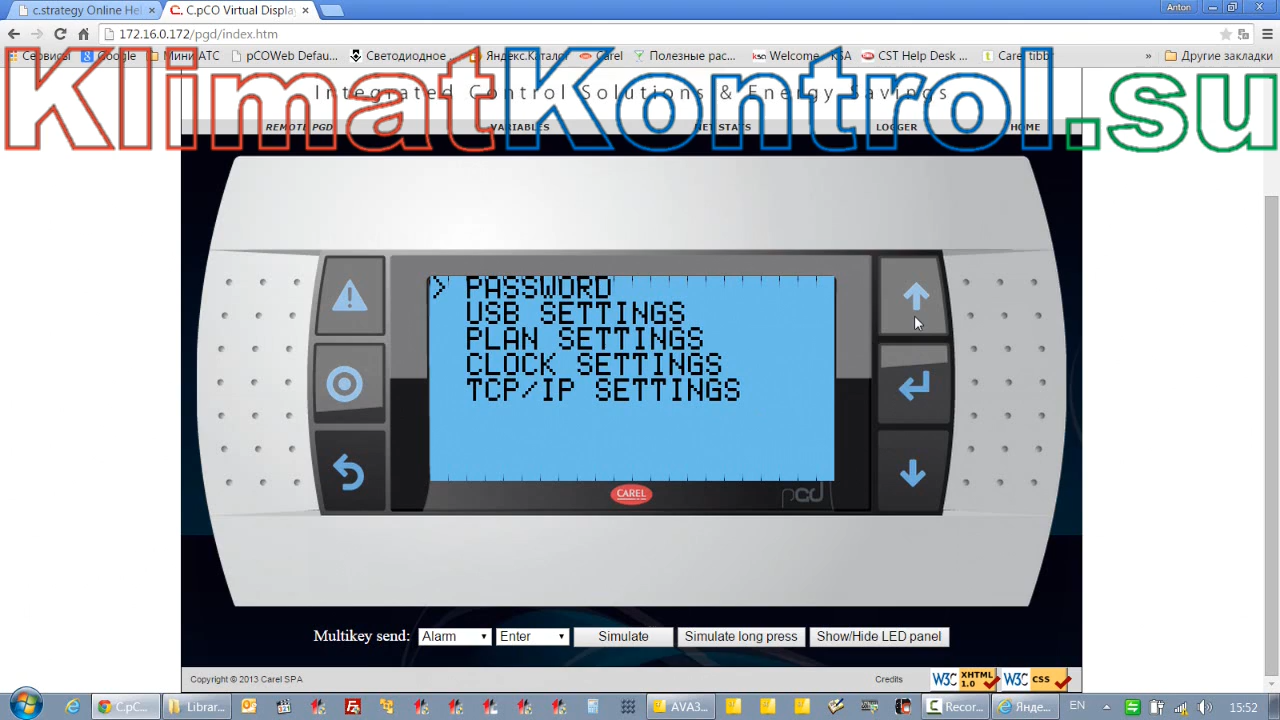 c.strategy Online Hel
C.pCO Virtual Display
Anton
172.16.0.172/pgd/index.htm
Сервисы
Google
Мини АТС
pCOWeb Defau...
Светодиодное
Яндекс.Каталог
Carel
Полезные рас...
Welcome - KSA
CST Help Desk ...
Carel tibbr
»
Другие закладки
KlimatKontrol.su
Integrated Control Solutions & Energy Savings
REMOTE PGD
VARIABLES
NET STATS
LOGGER
HOME
> PASSWORD
USB SETTINGS
PLAN SETTINGS
CLOCK SETTINGS
TCP/IP SETTINGS
CAREL
pGD
Multikey send:
Alarm
Enter
Simulate
Simulate long press
Show/Hide LED panel
Copyright © 2013 Carel SPA
Credits
W3C XHTML 1.0
W3C CSS
C.pC...
Librar...
AVA3...
Recor...
Янде...
EN
15:52